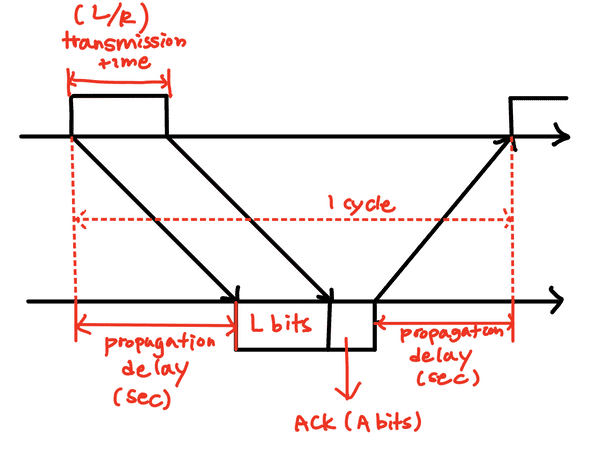 (L/R)
transmission
time
1 cycle
L bits
propagation
delay
(sec)
propagation
delay
(sec)
ACK (A bits)